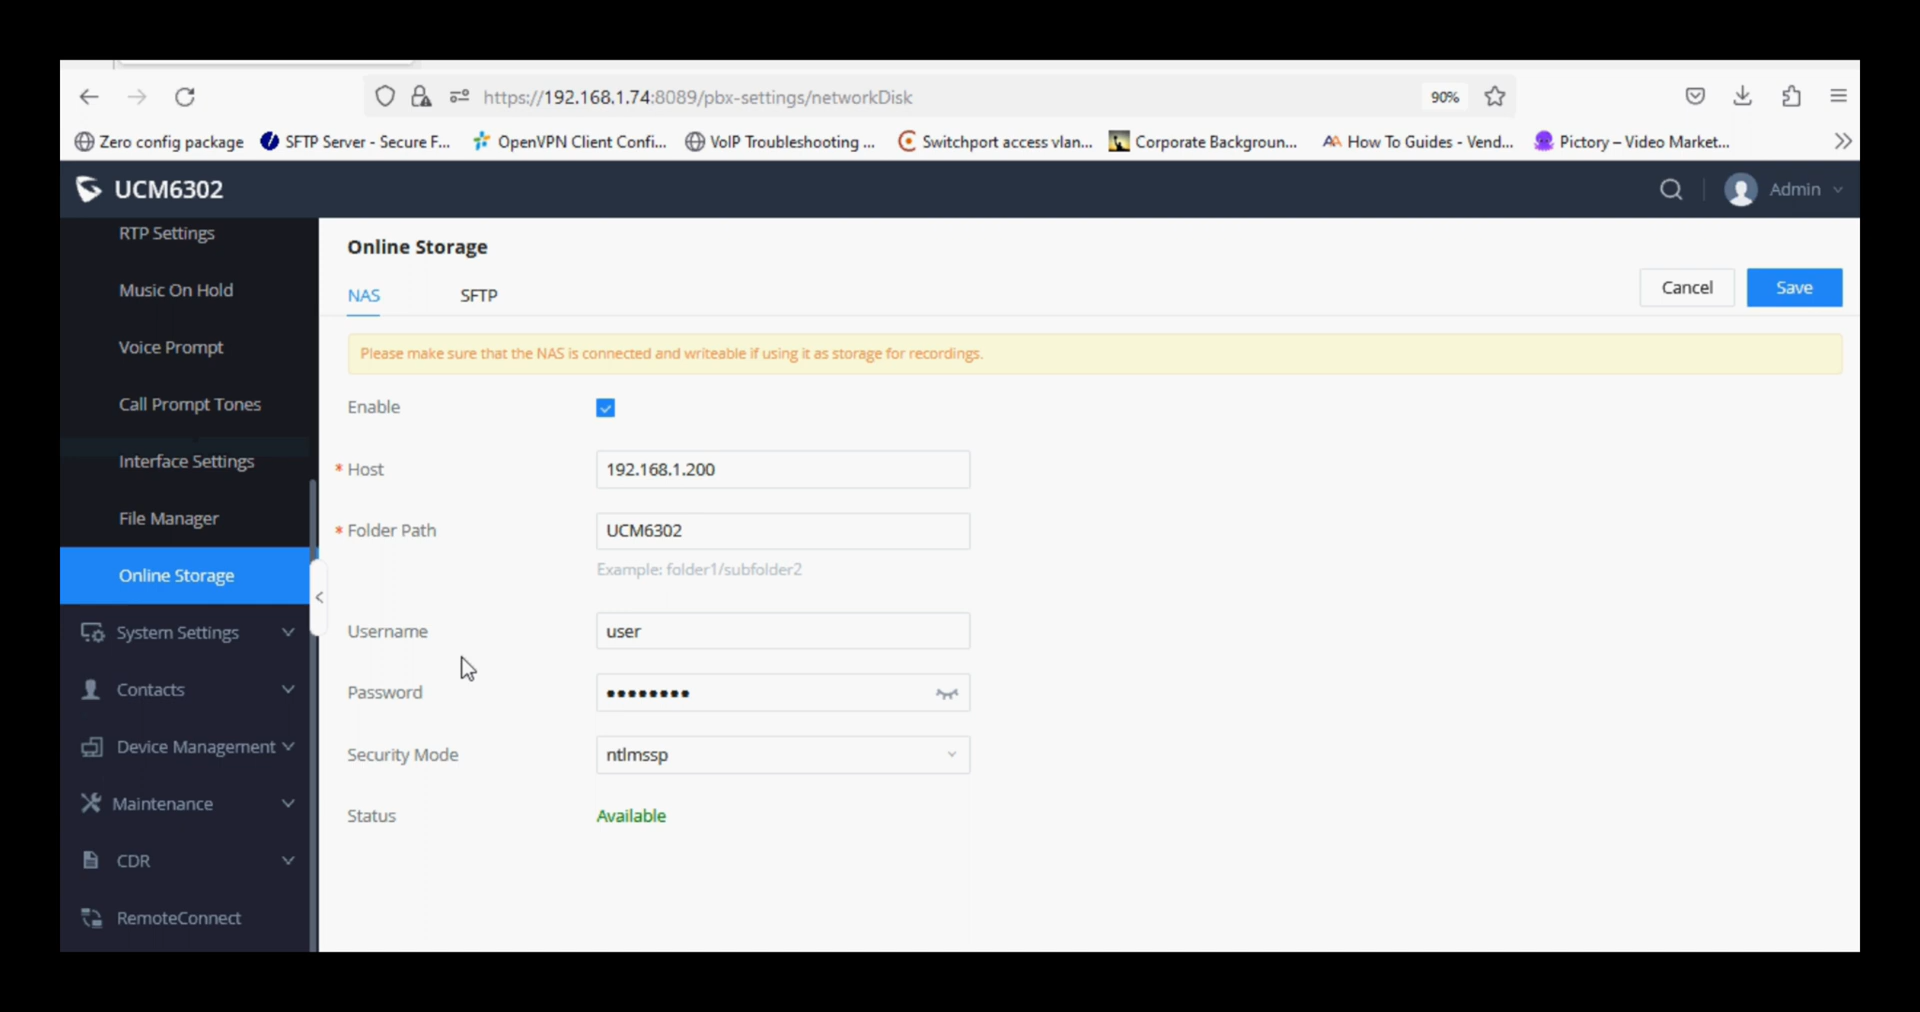 https://192.168.1.74:8089/pbx-settings/networkDisk
90%
Zero config package
SFTP Server - Secure F...
OpenVPN Client Confi...
VoIP Troubleshooting ...
Switchport access vlan...
Corporate Backgroun...
How To Guides - Vend...
Pictory – Video Market...
UCM6302
Admin
RTP Settings
Music On Hold
Voice Prompt
Call Prompt Tones
Interface Settings
File Manager
Online Storage
System Settings
Contacts
Device Management
Maintenance
CDR
RemoteConnect
Online Storage
NAS
SFTP
Cancel
Save
Please make sure that the NAS is connected and writeable if using it as storage for recordings.
Enable
* Host
192.168.1.200
* Folder Path
UCM6302
Example: folder1/subfolder2
Username
user
Password
••••••••
Security Mode
ntlmssp
Status
Available